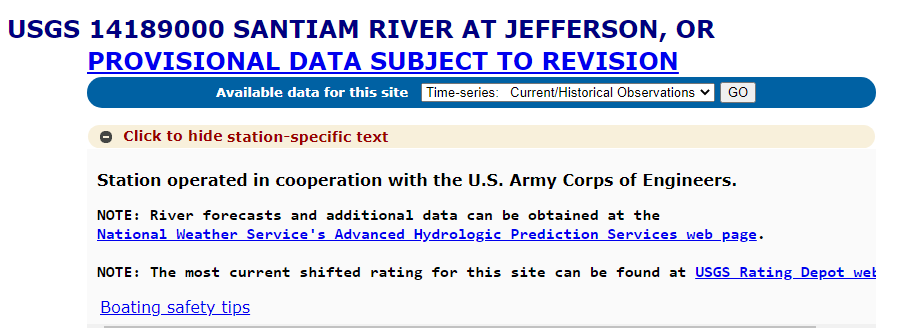 USGS 14189000 SANTIAM RIVER AT JEFFERSON, OR
PROVISIONAL DATA SUBJECT TO REVISION
Available data for this site Time-series: Current/Historical Observations GO
Click to hide station-specific text
Station operated in cooperation with the U.S. Army Corps of Engineers.
NOTE: River forecasts and additional data can be obtained at the
National Weather Service's Advanced Hydrologic Prediction Services web page.
NOTE: The most current shifted rating for this site can be found at USGS Rating Depot web
Boating safety tips